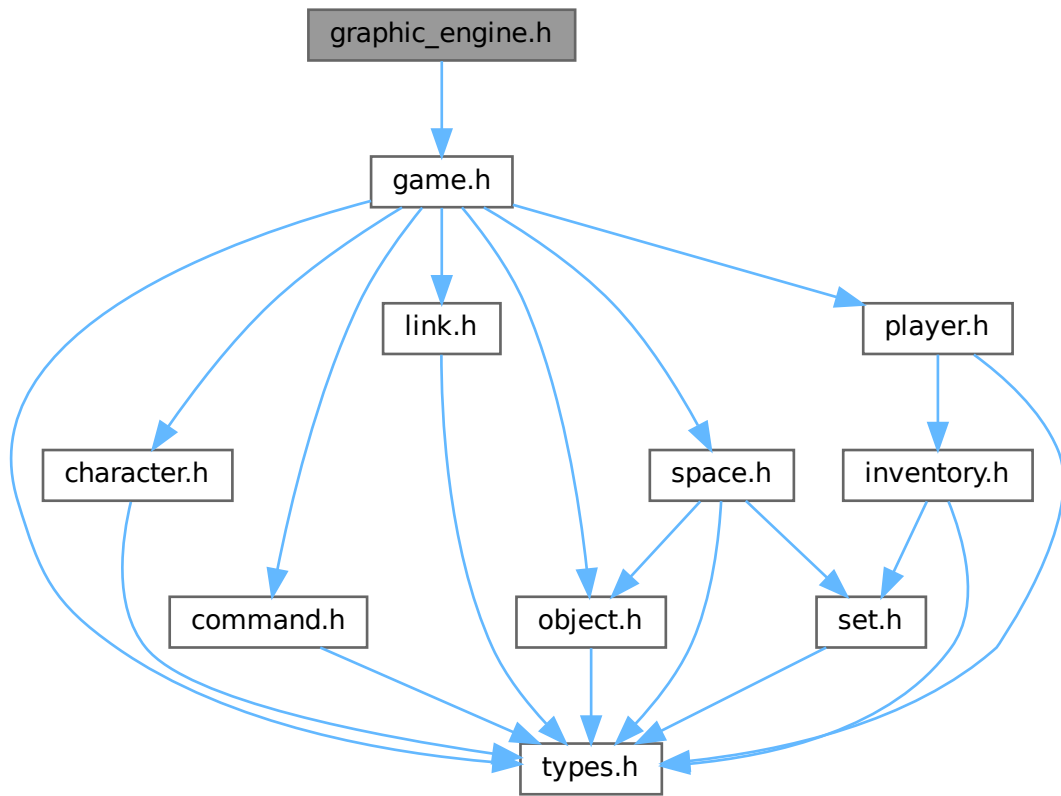 graphic_engine.h
game.h
link.h
player.h
character.h
space.h
inventory.h
command.h
object.h
set.h
types.h